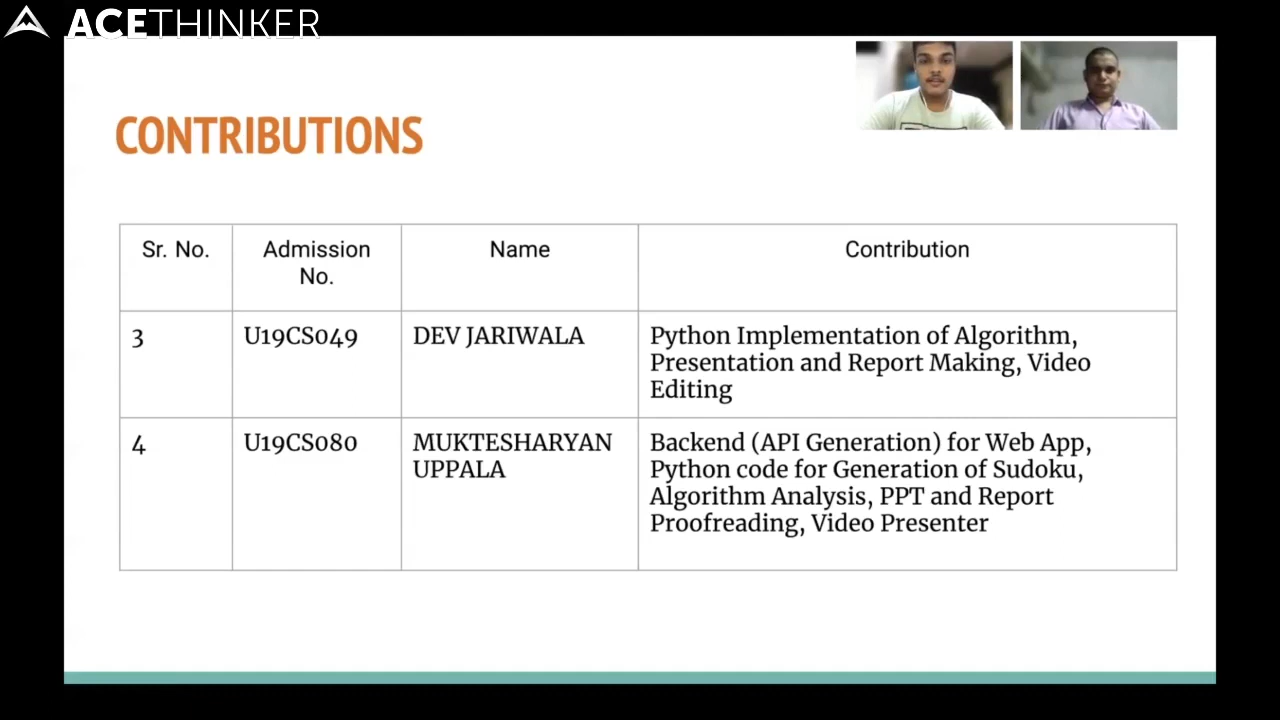 ACETHINKER
CONTRIBUTIONS
Sr. No.
Admission
No.
Name
Contribution
3
U19CS049
DEV JARIWALA
Python Implementation of Algorithm,
Presentation and Report Making, Video
Editing
4
U19CS080
MUKTESHARYAN
UPPALA
Backend (API Generation) for Web App,
Python code for Generation of Sudoku,
Algorithm Analysis, PPT and Report
Proofreading, Video Presenter